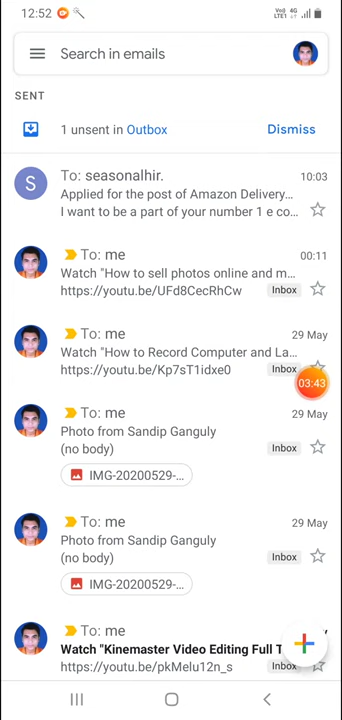 12:52
Vo)) LTE1 4G
Search in emails
SENT
1 unsent in Outbox
Dismiss
S
To: seasonalhir.
10:03
Applied for the post of Amazon Delivery...
I want to be a part of your number 1 e co...
To: me
00:11
Watch "How to sell photos online and m...
https://youtu.be/UFd8CecRhCw
Inbox
To: me
29 May
Watch "How to Record Computer and La...
https://youtu.be/Kp7sT1idxe0
Inbox
03:43
To: me
29 May
Photo from Sandip Ganguly
(no body)
Inbox
IMG-20200529-...
To: me
29 May
Photo from Sandip Ganguly
(no body)
Inbox
IMG-20200529-...
To: me
Watch "Kinemaster Video Editing Full T
https://youtu.be/pkMelu12n_s
Inbox